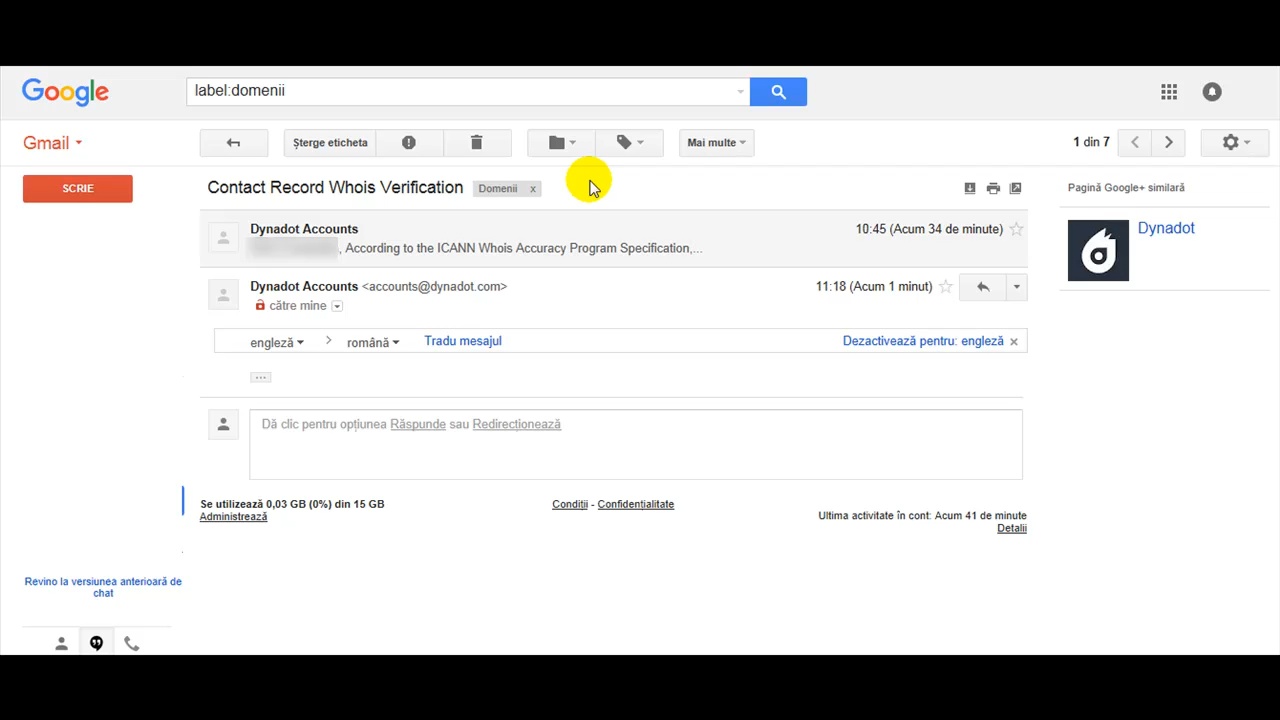 Google
label:domenii
Gmail
Şterge eticheta
Mai multe
1 din 7
SCRIE
Contact Record Whois Verification
Domenii x
Pagină Google+ similară
Dynadot Accounts
10:45 (Acum 34 de minute)
, According to the ICANN Whois Accuracy Program Specification,...
Dynadot
Dynadot Accounts <accounts@dynadot.com>
11:18 (Acum 1 minut)
către mine
engleză
română
Tradu mesajul
Dezactivează pentru: engleză x
...
Dă clic pentru opțiunea Răspunde sau Redirecționează
Se utilizează 0,03 GB (0%) din 15 GB
Administrează
Condiții - Confidențialitate
Ultima activitate în cont: Acum 41 de minute
Detalii
Revino la versiunea anterioară de
chat